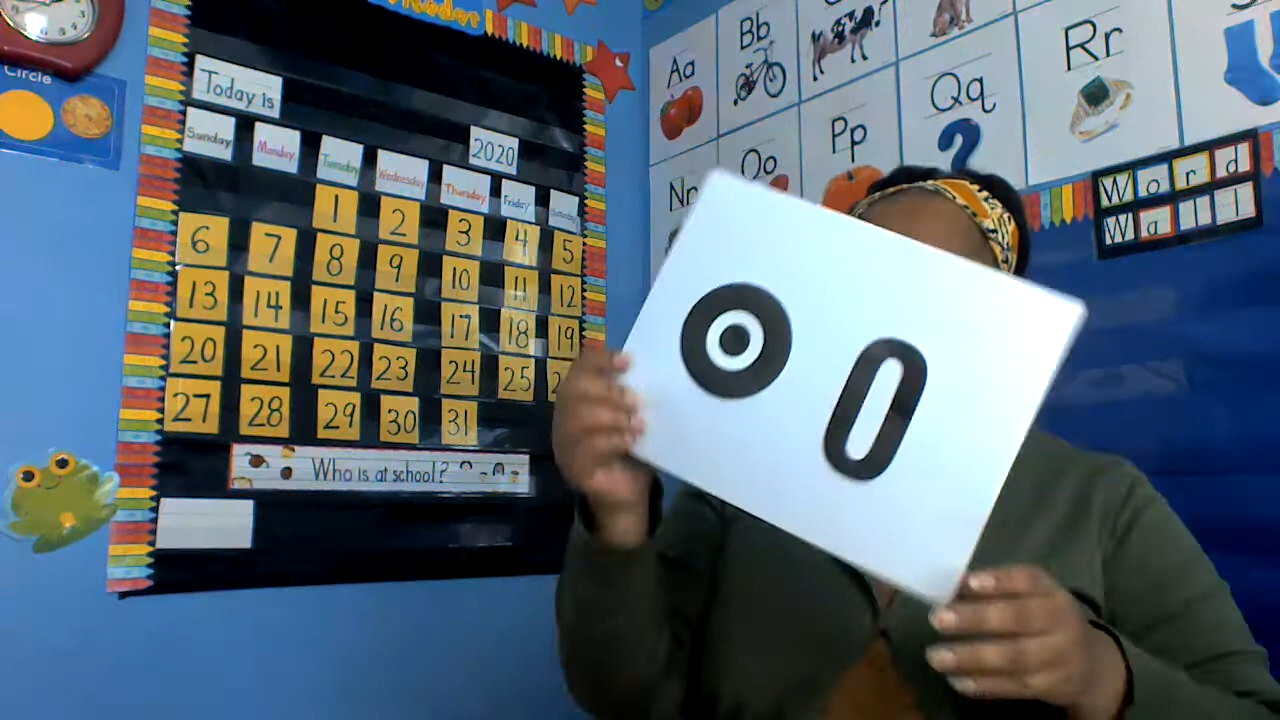 Circle
Today is
2020
Sunday Monday Tuesday Wednesday Thursday Friday Saturday
1 2 3 4 5
6 7 8 9 10 11 12
13 14 15 16 17 18 19
20 21 22 23 24 25
27 28 29 30 31
Who is at school?
Aa Bb
Oo Pp Qq Rr
Word
Wall
0